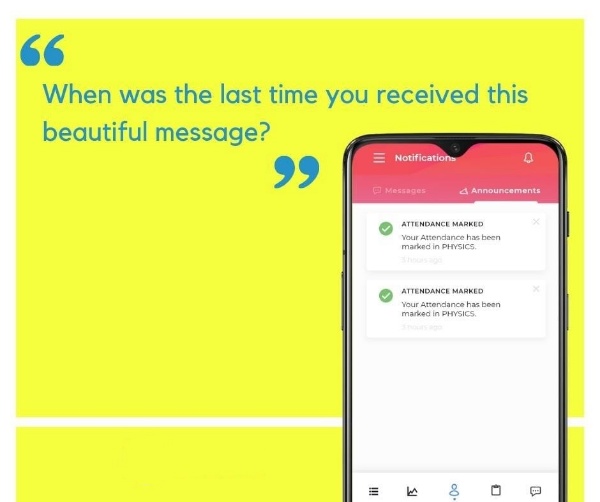 “
When was the last time you received this
beautiful message?
”
Notifications
Messages
Announcements
ATTENDANCE MARKED
Your Attendance has been
marked in PHYSICS.
3 hours ago
ATTENDANCE MARKED
Your Attendance has been
marked in PHYSICS.
3 hours ago